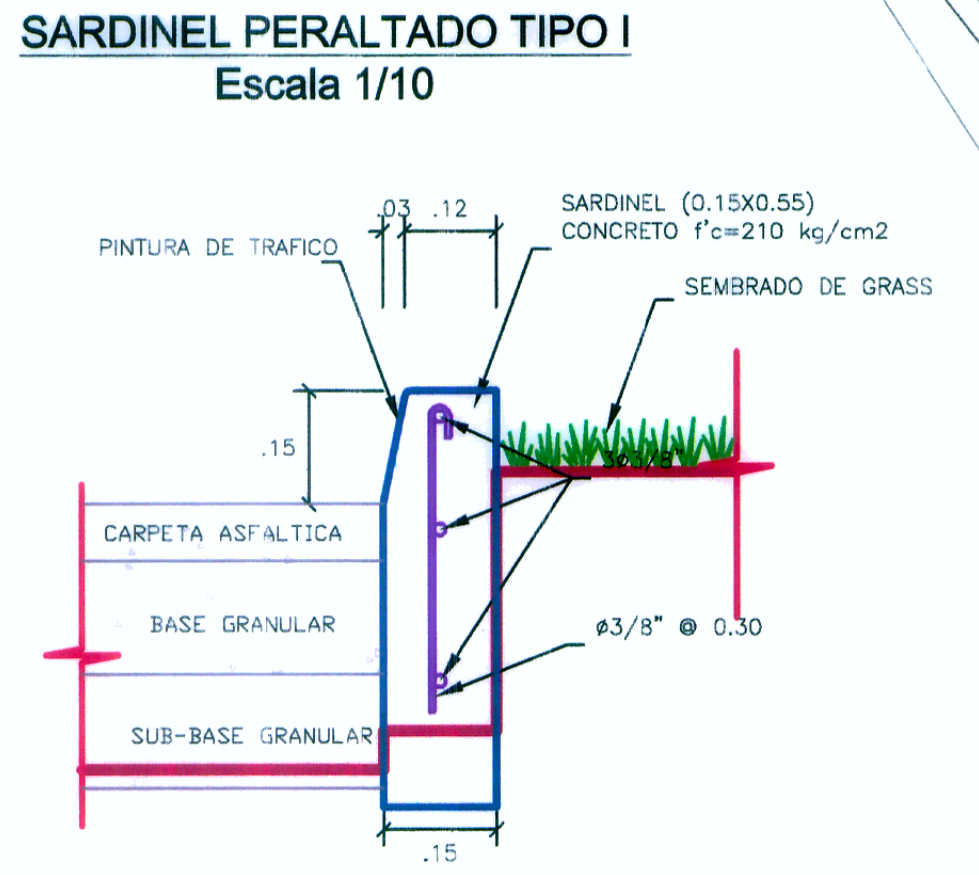 SARDINEL PERALTADO TIPO I
Escala 1/10
.03 .12
SARDINEL (0.15X0.55)
CONCRETO f'c=210 kg/cm2
PINTURA DE TRAFICO
SEMBRADO DE GRASS
.15
3ø3/8"
CARPETA ASFALTICA
BASE GRANULAR
ø3/8" @ 0.30
SUB-BASE GRANULAR
.15